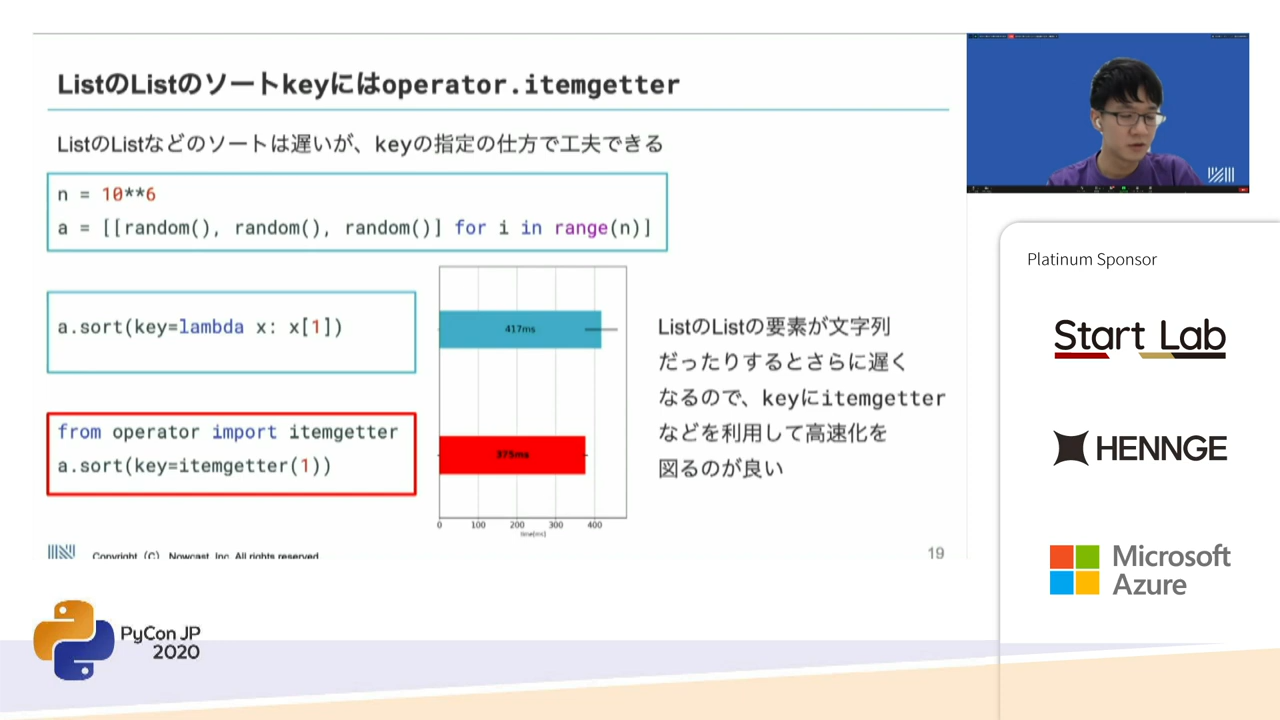 ListのListのソートkeyにはoperator.itemgetter
ListのListなどのソートは遅いが、keyの指定の仕方で工夫できる
n = 10**6
a = [[random(), random(), random()] for i in range(n)]
a.sort(key=lambda x: x[1])
from operator import itemgetter
a.sort(key=itemgetter(1))
417ms
375ms
0 100 200 300 400
time[ms]
ListのListの要素が文字列
だったりするとさらに遅く
なるので、keyにitemgetter
などを利用して高速化を
図るのが良い
Copyright (C) Nowcast, Inc. All rights reserved.
19
PyCon JP
2020
Platinum Sponsor
Start Lab
HENNGE
Microsoft
Azure